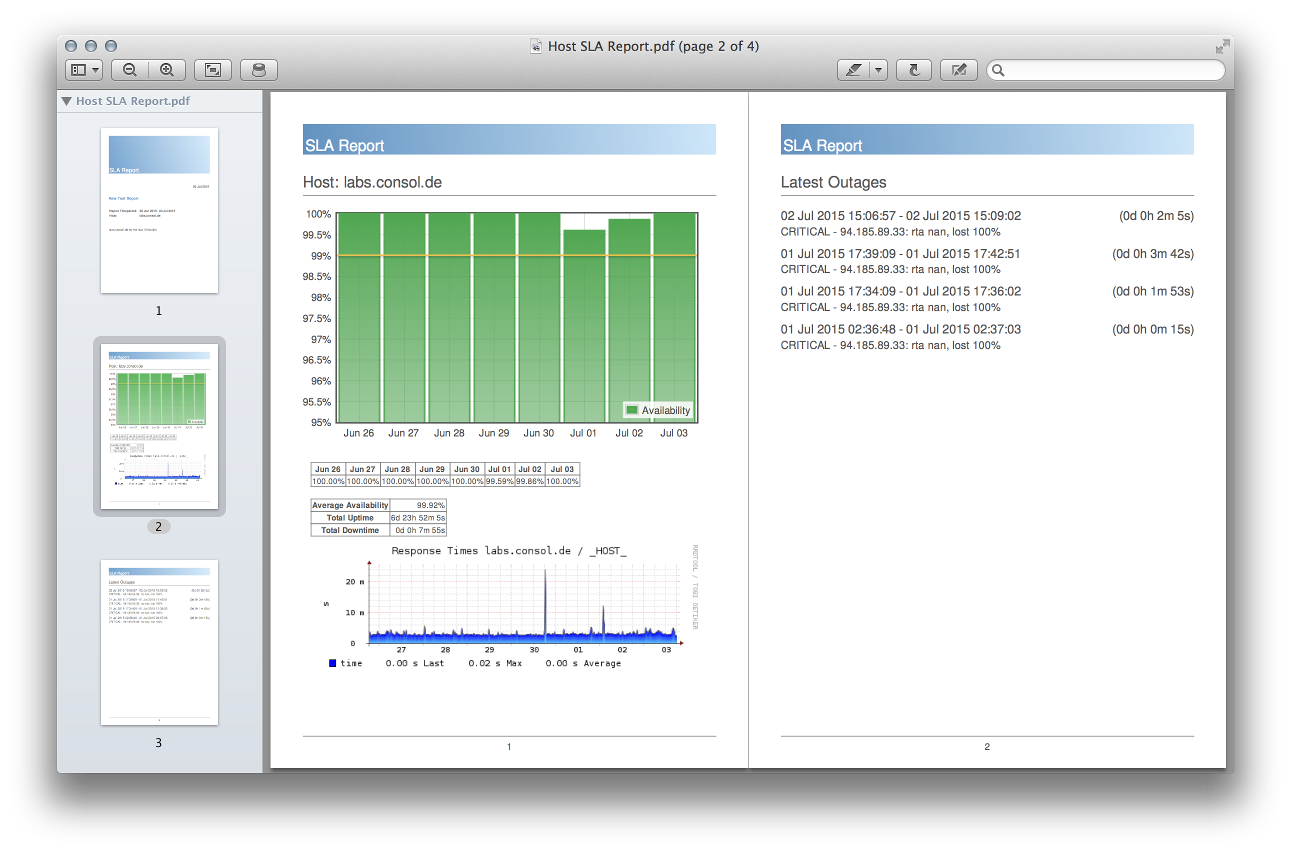 Host SLA Report.pdf (page 2 of 4)
Host SLA Report.pdf
SLA Report
1
SLA Report
Host: labs.consol.de
2
SLA Report
Latest Outages
3
SLA Report
Host: labs.consol.de
100%
99.5%
99%
98.5%
98%
97.5%
97%
96.5%
96%
95.5%
95%
Availability
Jun 26 Jun 27 Jun 28 Jun 29 Jun 30 Jul 01 Jul 02 Jul 03
Jun 26 Jun 27 Jun 28 Jun 29 Jun 30 Jul 01 Jul 02 Jul 03
100.00% 100.00% 100.00% 100.00% 100.00% 99.59% 99.86% 100.00%
Average Availability 99.92%
Total Uptime 6d 23h 52m 5s
Total Downtime 0d 0h 7m 55s
Response Times labs.consol.de / _HOST_
RRDTOOL / TOBI OETIKER
20 m
s
10 m
0
27 28 29 30 01 02 03
time 0.00 s Last 0.02 s Max 0.00 s Average
1
SLA Report
Latest Outages
02 Jul 2015 15:06:57 - 02 Jul 2015 15:09:02 (0d 0h 2m 5s)
CRITICAL - 94.185.89.33: rta nan, lost 100%
01 Jul 2015 17:39:09 - 01 Jul 2015 17:42:51 (0d 0h 3m 42s)
CRITICAL - 94.185.89.33: rta nan, lost 100%
01 Jul 2015 17:34:09 - 01 Jul 2015 17:36:02 (0d 0h 1m 53s)
CRITICAL - 94.185.89.33: rta nan, lost 100%
01 Jul 2015 02:36:48 - 01 Jul 2015 02:37:03 (0d 0h 0m 15s)
CRITICAL - 94.185.89.33: rta nan, lost 100%
2